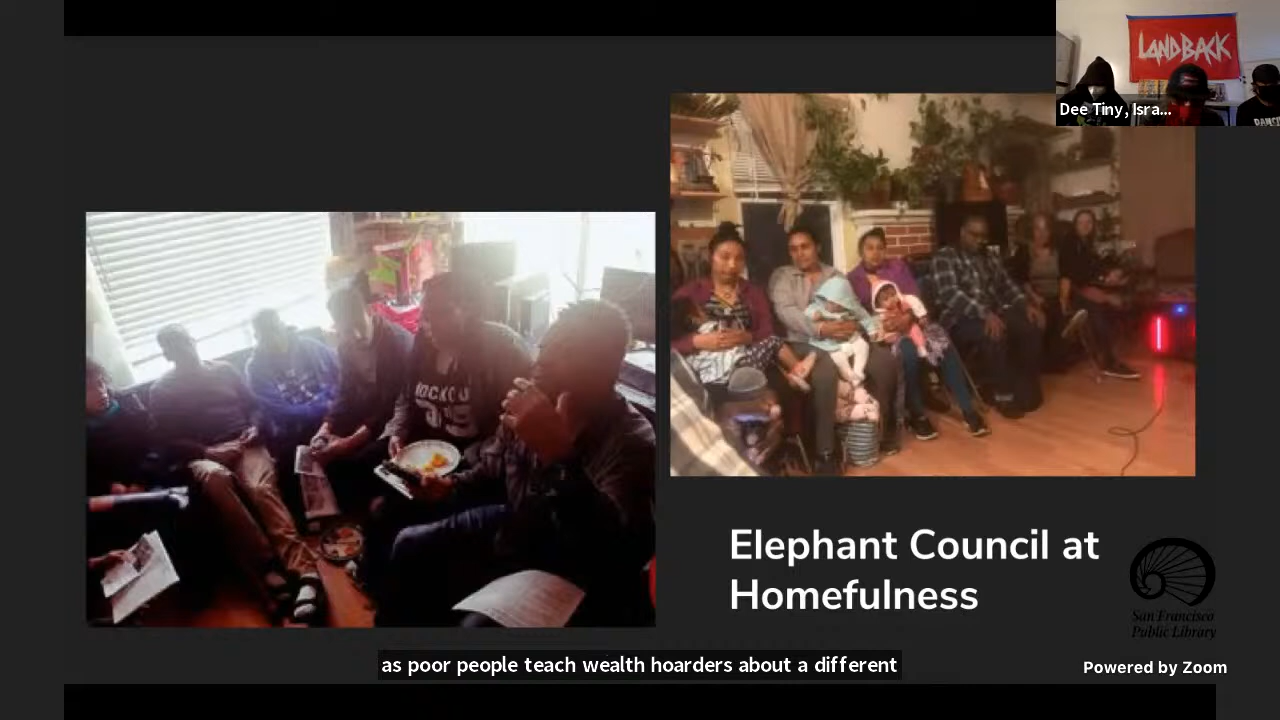 LANDBACK
Dee Tiny, Isra...
Elephant Council at
Homefulness
San Francisco
Public Library
as poor people teach wealth hoarders about a different
Powered by Zoom